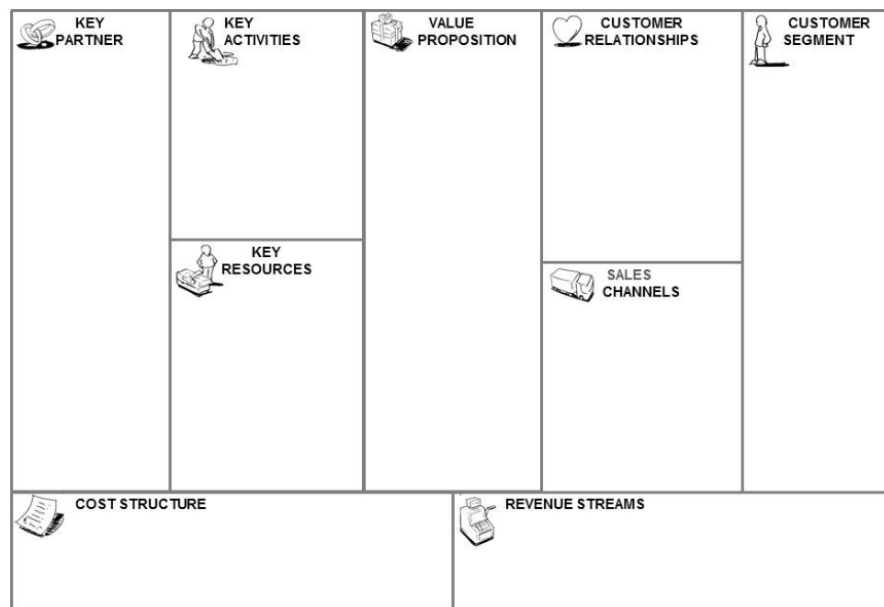 KEY
PARTNER
KEY
ACTIVITIES
VALUE
PROPOSITION
CUSTOMER
RELATIONSHIPS
CUSTOMER
SEGMENT
KEY
RESOURCES
SALES
CHANNELS
COST STRUCTURE
REVENUE STREAMS